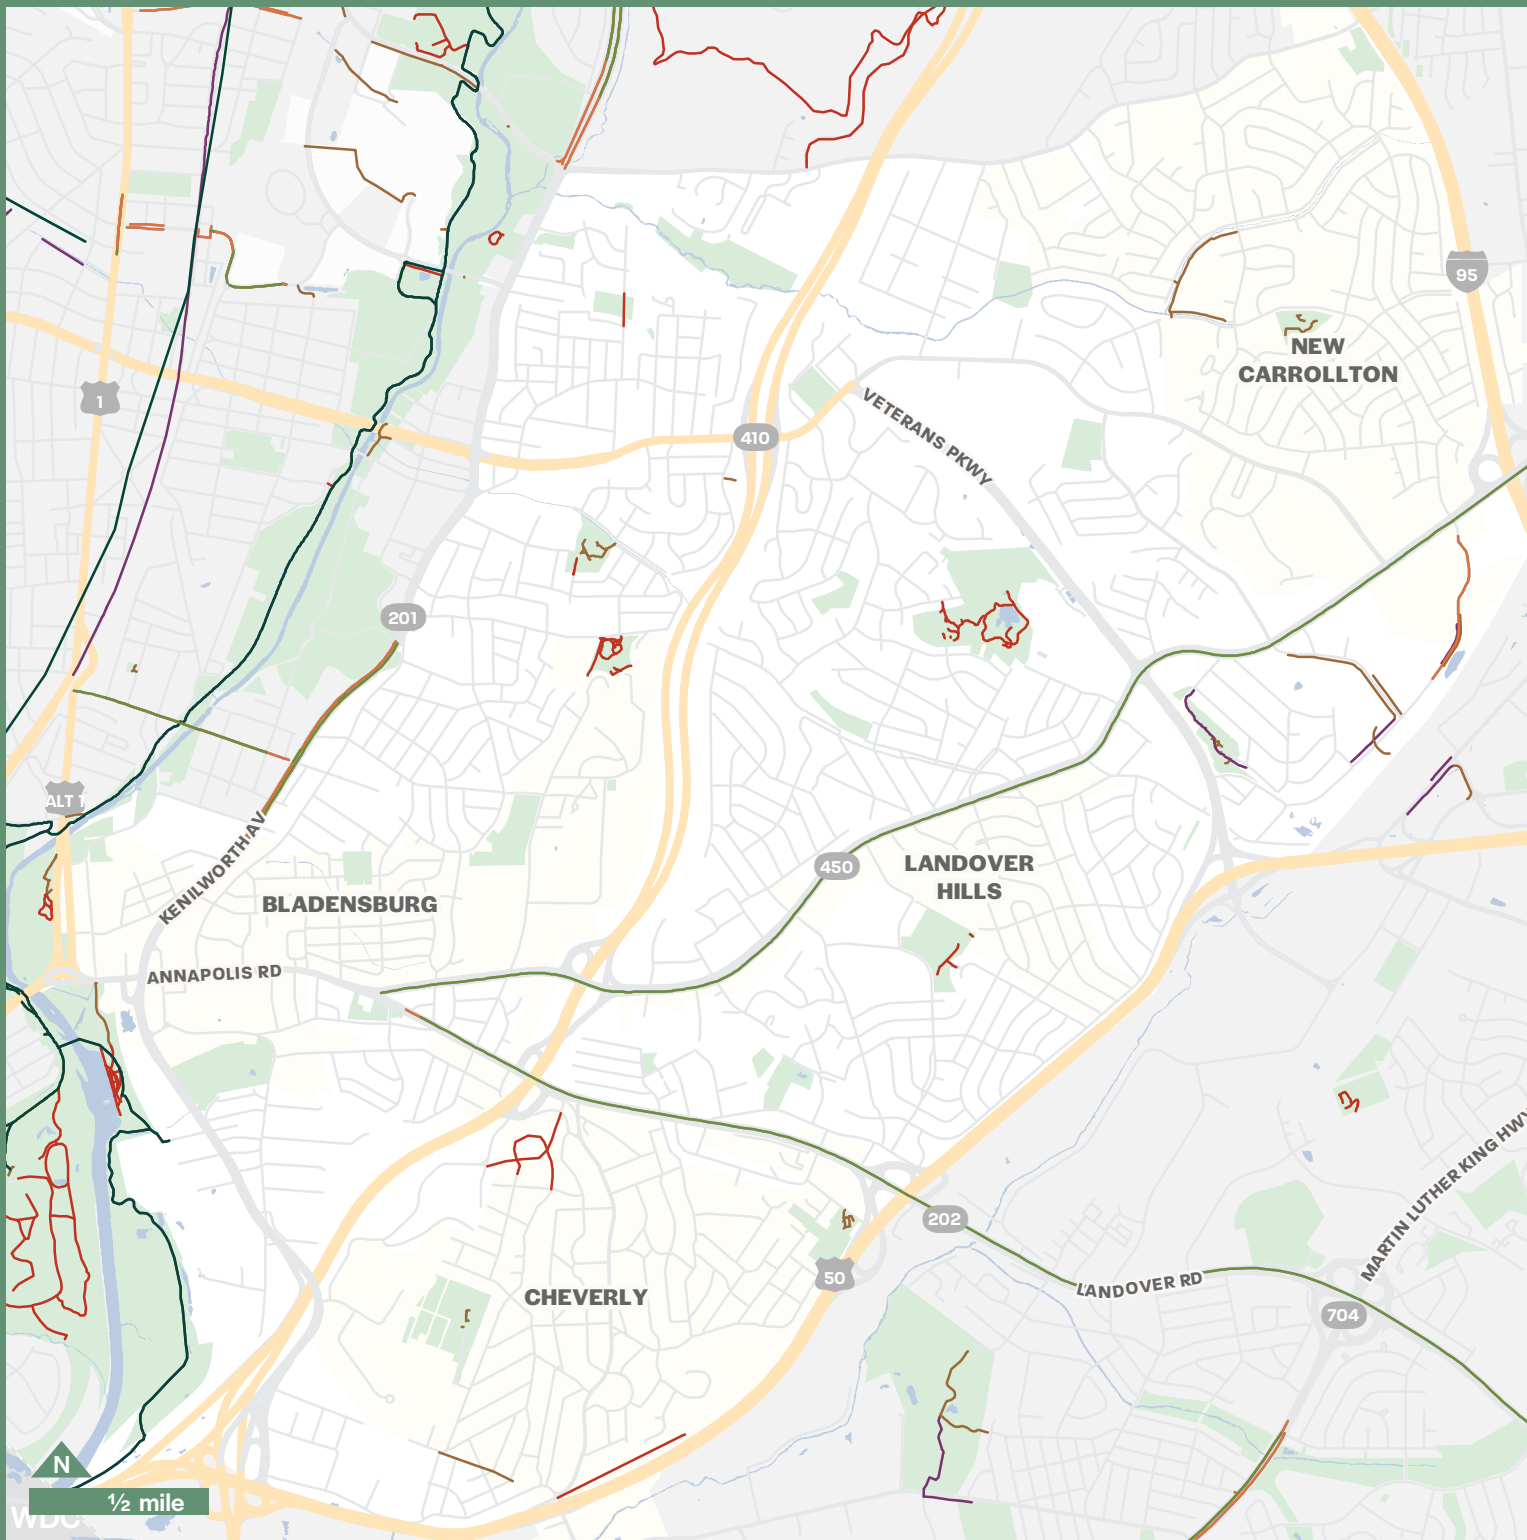 95
NEW
CARROLLTON
1
VETERANS PKWY
410
201
ALT 1
KENILWORTH AV
450
LANDOVER
HILLS
BLADENSBURG
ANNAPOLIS RD
MARTIN LUTHER KING HWY
202
50
LANDOVER RD
CHEVERLY
704
N
½ mile
WDC